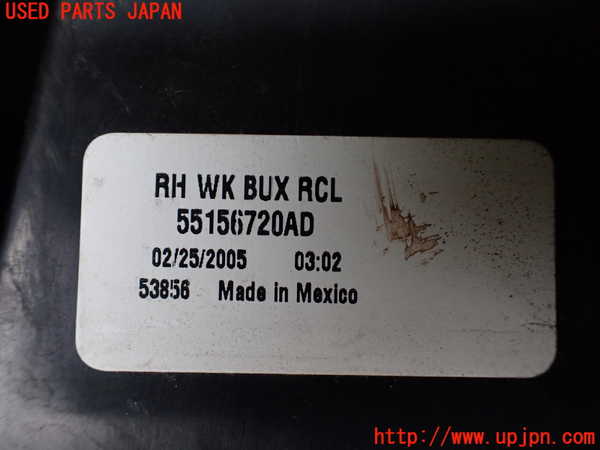 USED PARTS JAPAN
RH WK BUX RCL
55156720AD
02/25/2005 03:02
53856 Made in Mexico
http://www.upjpn.com/